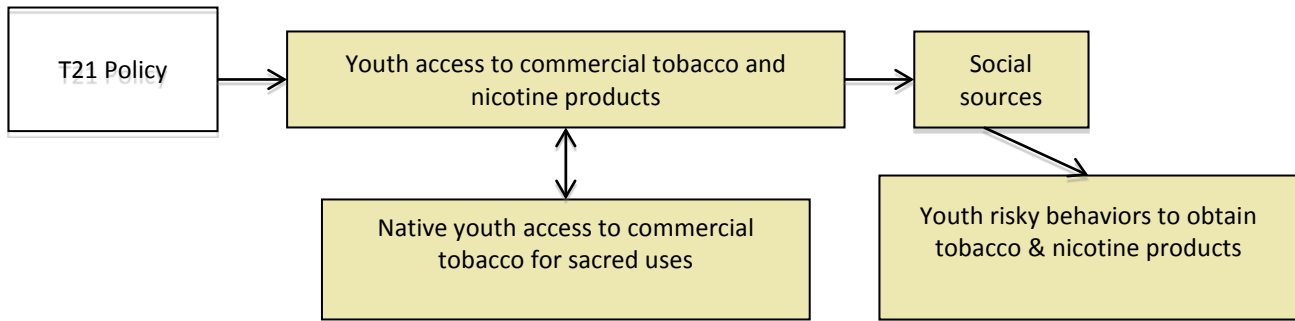 T21 Policy
Youth access to commercial tobacco and
nicotine products
Social
sources
Native youth access to commercial
tobacco for sacred uses
Youth risky behaviors to obtain
tobacco & nicotine products